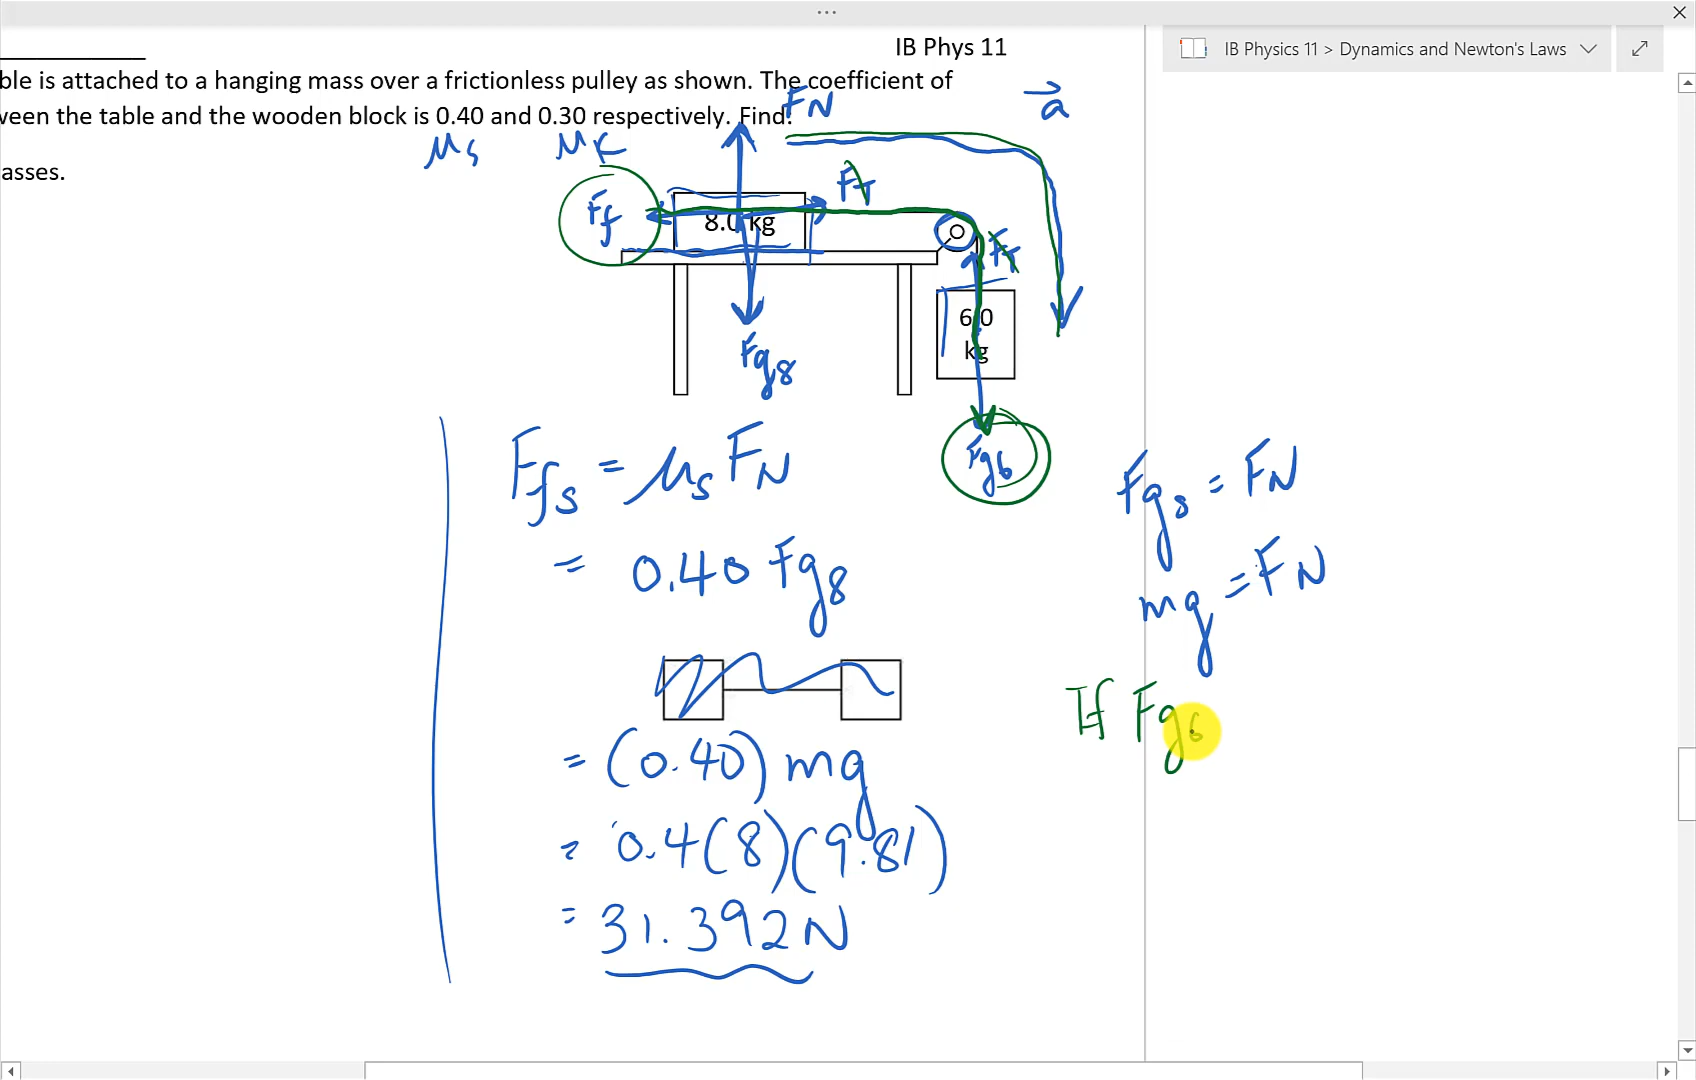 IB Phys 11
IB Physics 11 > Dynamics and Newton's Laws
ble is attached to a hanging mass over a frictionless pulley as shown. The coefficient of
ween the table and the wooden block is 0.40 and 0.30 respectively. Find:
asses.
μs μK
FN
a
Ff
8.0 kg
FT
FT
6.0
kg
Fg8
Fg6
Ffs = μs FN
= 0.40 Fg8
= (0.40) mg
= 0.4(8)(9.81)
= 31.392N
Fg8 = FN
mg = FN
If Fg6